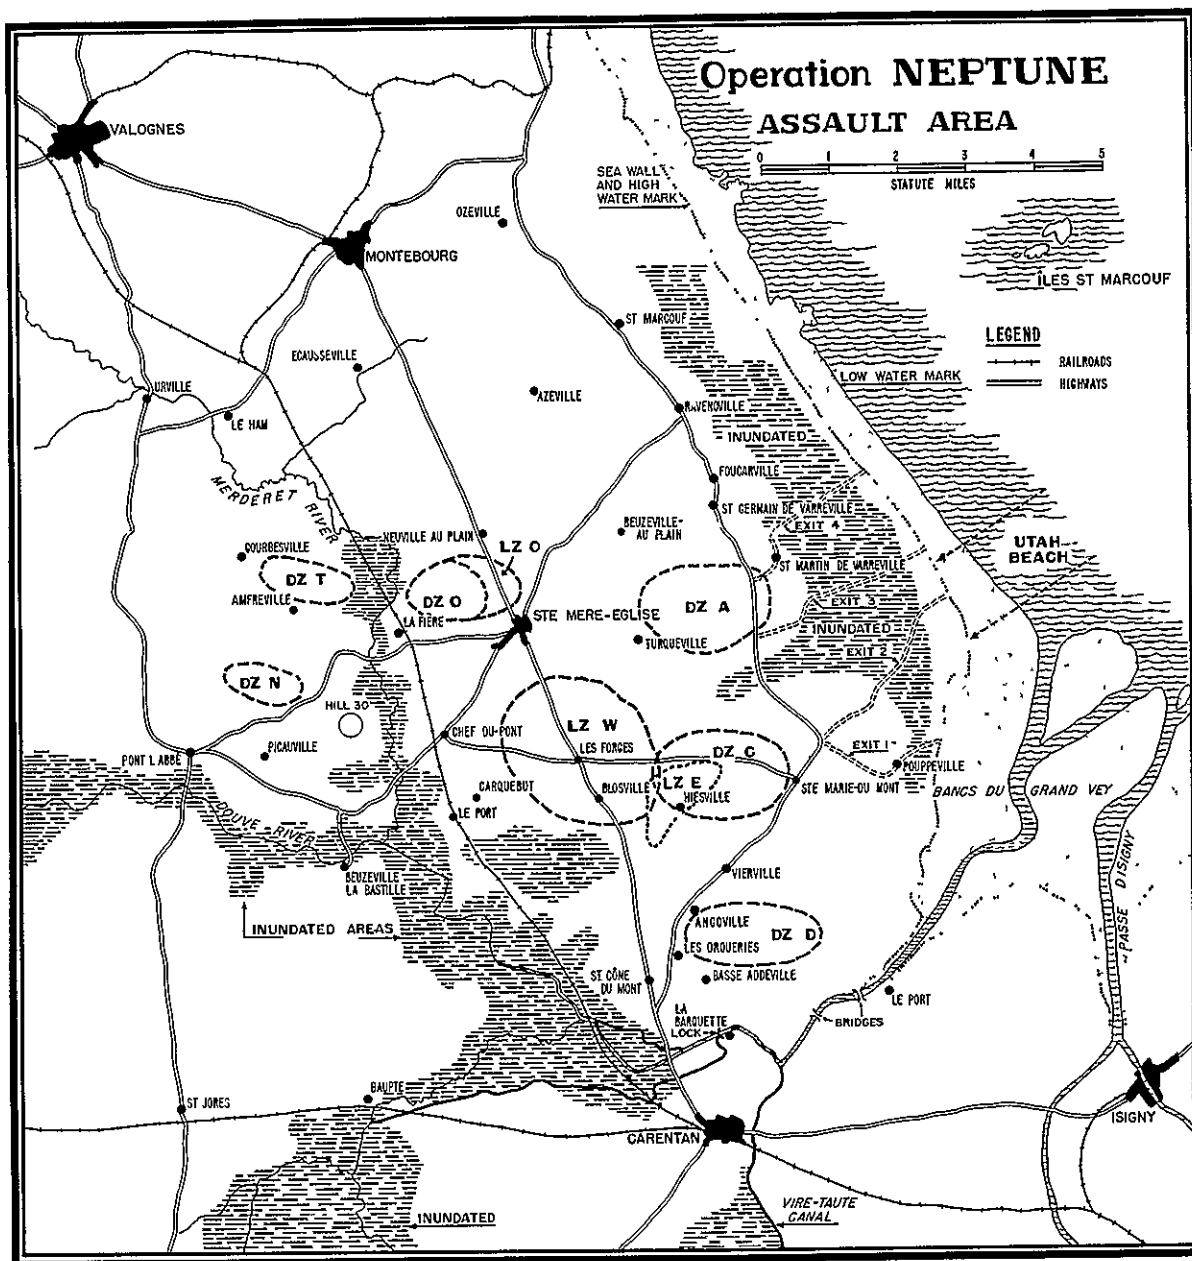 Operation NEPTUNE
ASSAULT AREA
0 1 2 3 4 5
STATUTE MILES
VALOGNES
SEA WALL
AND HIGH
WATER MARK
OZEVILLE
MONTEBOURG
ÎLES ST MARCOUF
ST MARCOUF
LEGEND
RAILROADS
HIGHWAYS
ECAUSSEVILLE
LOW WATER MARK
URVILLE
AZEVILLE
LE HAM
RAVENOVILLE
INUNDATED
FOUCARVILLE
MERDERET
RIVER
ST GERMAIN DE VARREVILLE
EXIT 4
BEUZEVILLE-
AU PLAIN
NEUVILLE AU PLAIN
LZ O
UTAH
BEACH
GOURBESVILLE
ST MARTIN DE VARREVILLE
DZ T
DZ O
DZ A
EXIT 3
AMFREVILLE
LA FIÈRE
STE MERE-EGLISE
INUNDATED
TURQUEVILLE
EXIT 2
DZ N
HILL 30
LZ W
CHEF DU-PONT
DZ C
EXIT 1
LES FORGES
PONT L ABBÉ
PICAUVILLE
POUPPEVILLE
LZ E
STE MARIE-DU MONT
CARQUEBUT
BLOSVILLE
HIESVILLE
BANCS DU GRAND VEY
LE PORT
DOUVE RIVER
PASSE D'ISIGNY
BEUZEVILLE
LA BASTILLE
VIERVILLE
INUNDATED AREAS
ANGOVILLE
DZ D
LES DROUERIES
ST CÔNE
DU MONT
BASSE ADDEVILLE
LE PORT
LA
BARQUETTE
LOCK
BRIDGES
ST JORES
BAUPTE
CARENTAN
ISIGNY
INUNDATED
VIRE-TAUTE
CANAL